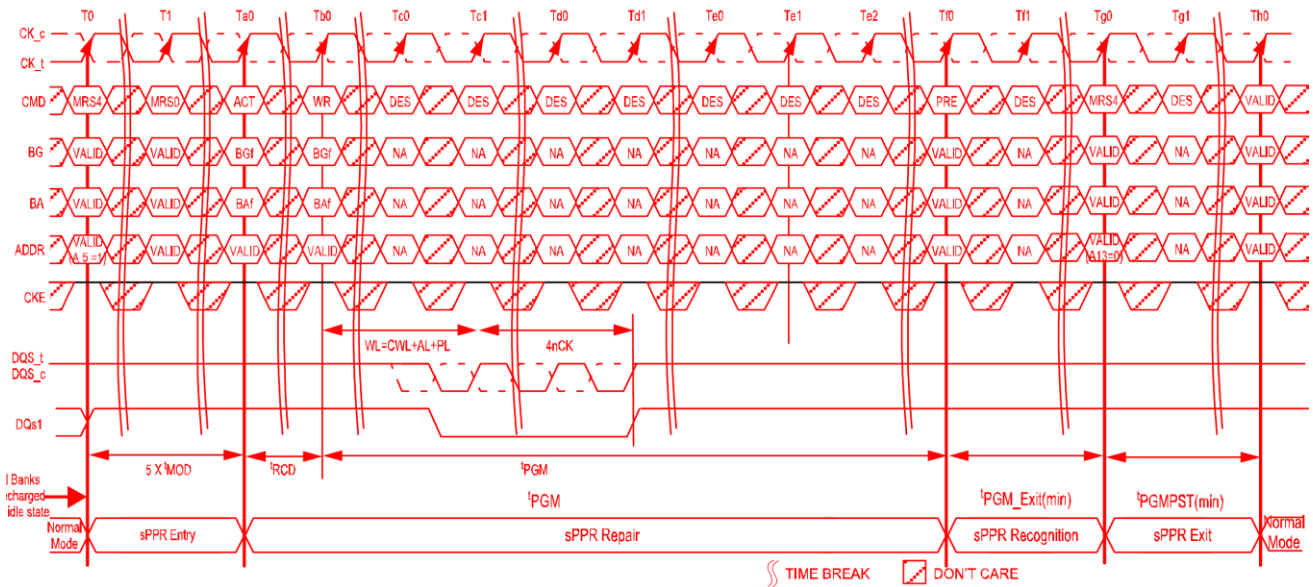 T0 T1 Ta0 Tb0 Tc0 Tc1 Td0 Td1 Te0 Te1 Te2 Tf0 Tf1 Tg0 Tg1 Th0
CK_c
CK_t
CMD MRS4 MRS0 ACT WR DES DES DES DES DES DES DES PRE DES MRS4 DES VALID
BG VALID VALID BGf BGf NA NA NA NA NA NA NA VALID NA VALID NA VALID
BA VALID VALID BAf BAf NA NA NA NA NA NA NA VALID NA VALID NA VALID
ADDR VALID (A 5 =1) VALID VALID VALID NA NA NA NA NA NA NA VALID NA VALID (A13=0) NA VALID
CKE
WL=CWL+AL+PL 4nCK
DQS_t
DQS_c
DQs1
5 X tMOD tRCD tPGM
l Banks
echarged
idle state
tPGM tPGM_Exit(min) tPGMPST(min)
Normal Mode sPPR Entry sPPR Repair sPPR Recognition sPPR Exit Normal Mode
TIME BREAK DON'T CARE